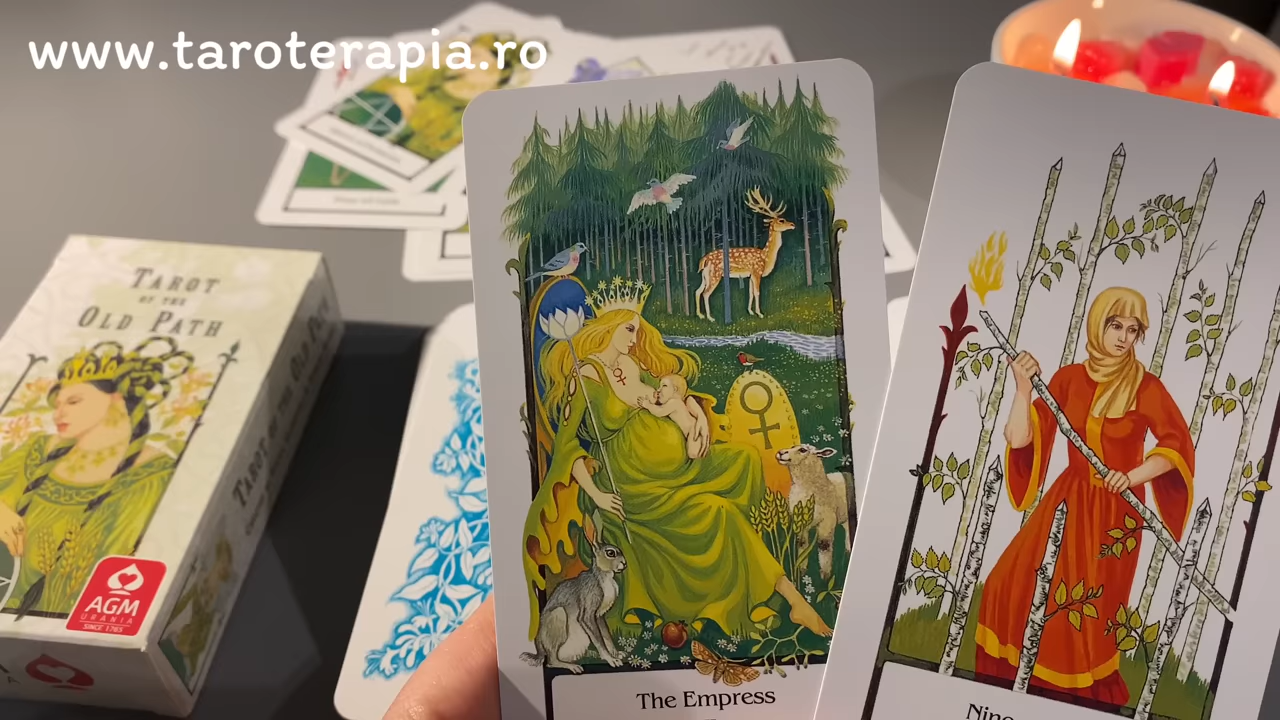 www.taroterapia.ro
TAROT
OF THE
OLD PATH
TAROT OF THE OLD PATH
AGM
URANIA
SINCE 1783
The Empress
Nine